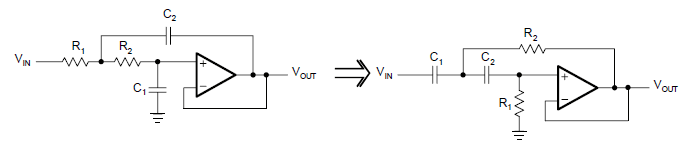 C2
VIN R1 R2
+
−
VOUT
C1
R2
VIN C1 C2
+
−
VOUT
R1